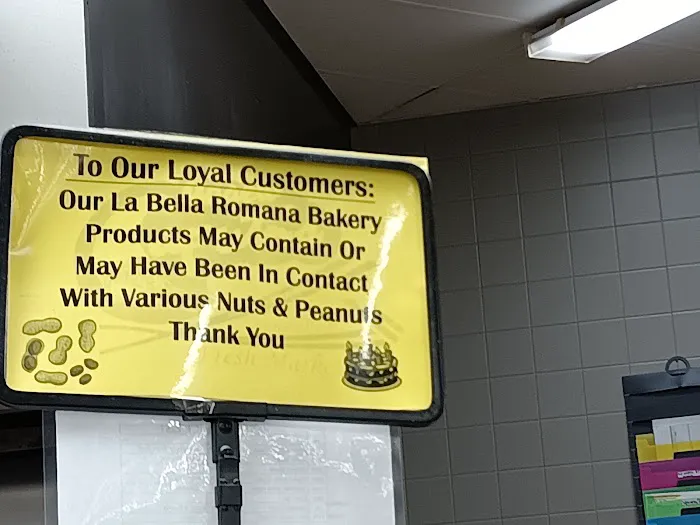 To Our Loyal Customers:
Our La Bella Romana Bakery
Products May Contain Or
May Have Been In Contact
With Various Nuts & Peanuts
Thank You